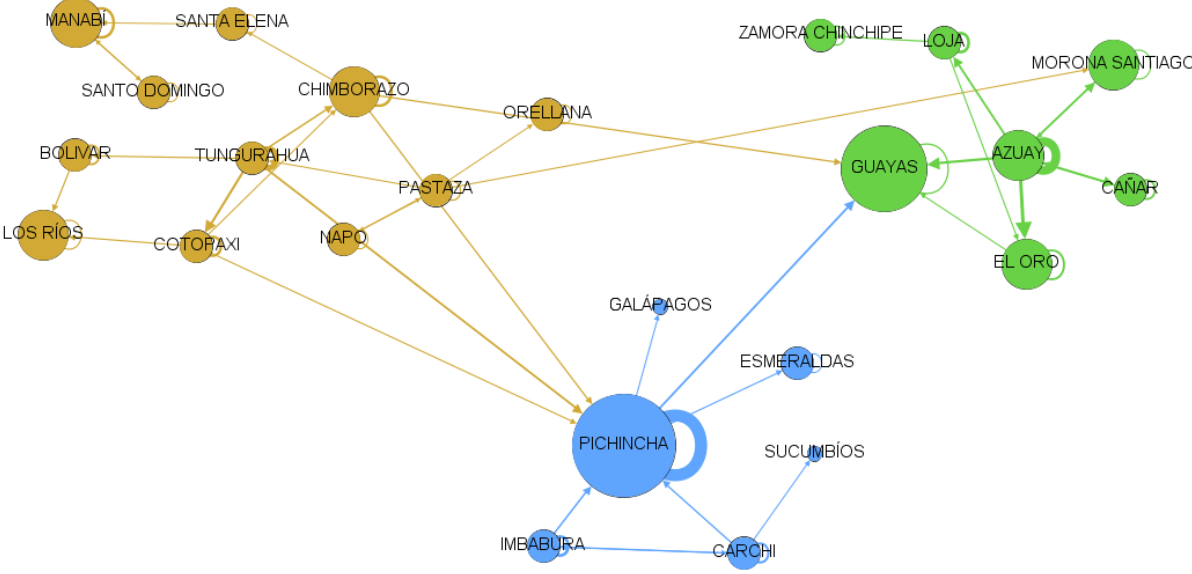 MANABÍ
SANTA ELENA
ZAMORA CHINCHIPE
LOJA
MORONA SANTIAGO
SANTO DOMINGO
CHIMBORAZO
ORELLANA
BOLIVAR
TUNGURAHUA
AZUAY
GUAYAS
PASTAZA
CAÑAR
LOS RÍOS
COTOPAXI
NAPO
EL ORO
GALÁPAGOS
ESMERALDAS
PICHINCHA
SUCUMBÍOS
IMBABURA
CARCHI